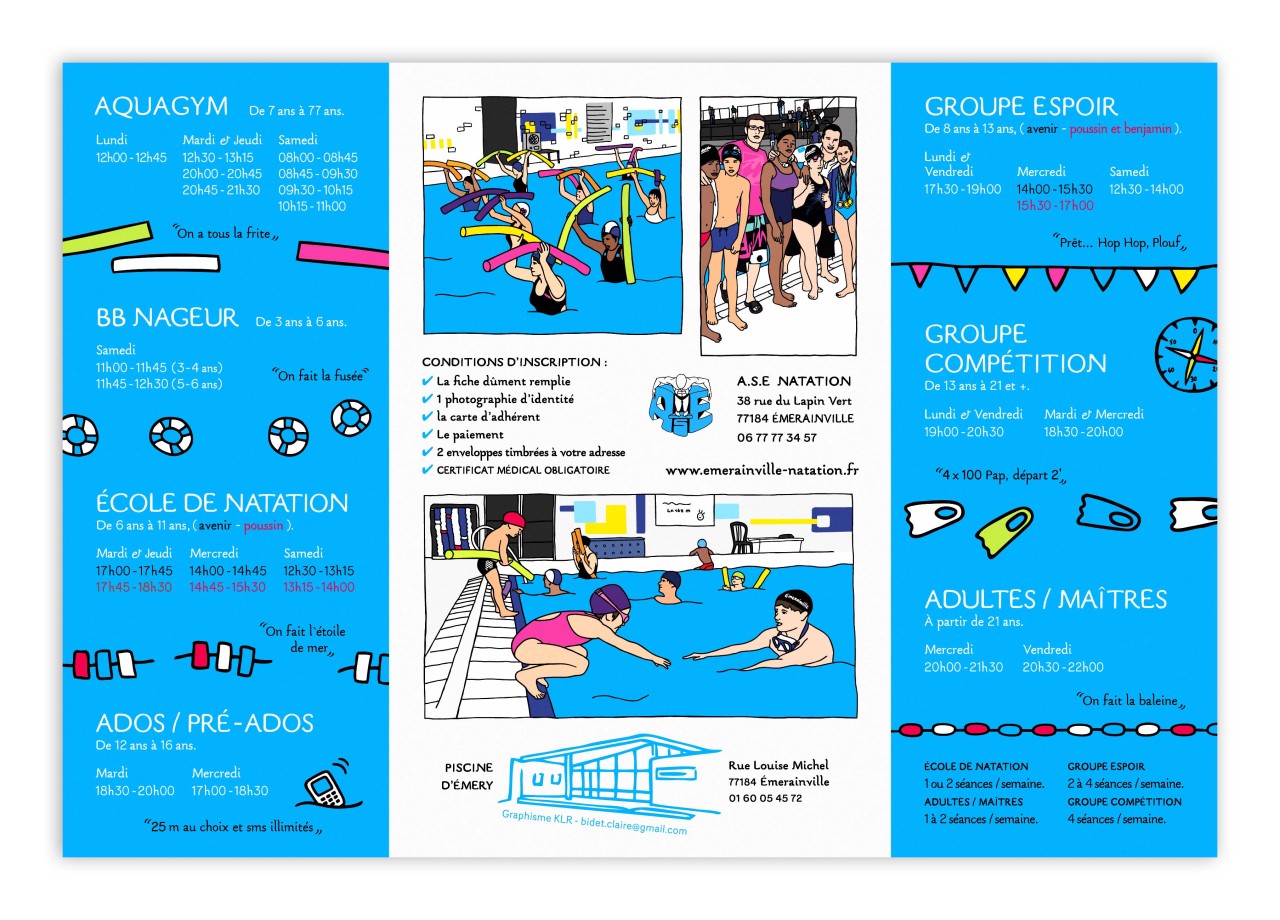 AQUAGYM De 7 ans à 77 ans.
Lundi Mardi & Jeudi Samedi
12h00 - 12h45 12h30 - 13h15 08h00 - 08h45
20h00 - 20h45 08h45 - 09h30
20h45 - 21h30 09h30 - 10h15
10h15 - 11h00
“On a tous la frite„
BB NAGEUR De 3 ans à 6 ans.
Samedi
11h00 - 11h45 (3-4 ans)
11h45 - 12h30 (5-6 ans)
“On fait la fusée”
ÉCOLE DE NATATION
De 6 ans à 11 ans, ( avenir - poussin ).
Mardi & Jeudi Mercredi Samedi
17h00 - 17h45 14h00 - 14h45 12h30 - 13h15
17h45 - 18h30 14h45 - 15h30 13h15 - 14h00
“On fait l'étoile
de mer„
ADOS / PRÉ-ADOS
De 12 ans à 16 ans.
Mardi Mercredi
18h30 - 20h00 17h00 - 18h30
“25 m au choix et sms illimités„
CONDITIONS D'INSCRIPTION :
✔ La fiche dûment remplie
✔ 1 photographie d'identité
✔ la carte d'adhérent
✔ Le paiement
✔ 2 enveloppes timbrées à votre adresse
✔ CERTIFICAT MÉDICAL OBLIGATOIRE
A.S.E NATATION
38 rue du Lapin Vert
77184 ÉMERAINVILLE
06 77 77 34 57
www.emerainville-natation.fr
Émerainville
PISCINE
D'ÉMERY
Rue Louise Michel
77184 Émerainville
01 60 05 45 72
Graphisme KLR - bidet.claire@gmail.com
GROUPE ESPOIR
De 8 ans à 13 ans, ( avenir - poussin et benjamin ).
Lundi &
Vendredi Mercredi Samedi
17h30 - 19h00 14h00 - 15h30 12h30 - 14h00
15h30 - 17h00
“Prêt... Hop Hop, Plouf„
GROUPE
COMPÉTITION
De 13 ans à 21 et +.
Lundi & Vendredi Mardi & Mercredi
19h00 - 20h30 18h30 - 20h00
“4 x 100 Pap, départ 2'„
ADULTES / MAÎTRES
À partir de 21 ans.
Mercredi Vendredi
20h00 - 21h30 20h30 - 22h00
“On fait la baleine„
ÉCOLE DE NATATION GROUPE ESPOIR
1 ou 2 séances / semaine. 2 à 4 séances / semaine.
ADULTES / MAÎTRES GROUPE COMPÉTITION
1 à 2 séances / semaine. 4 séances / semaine.